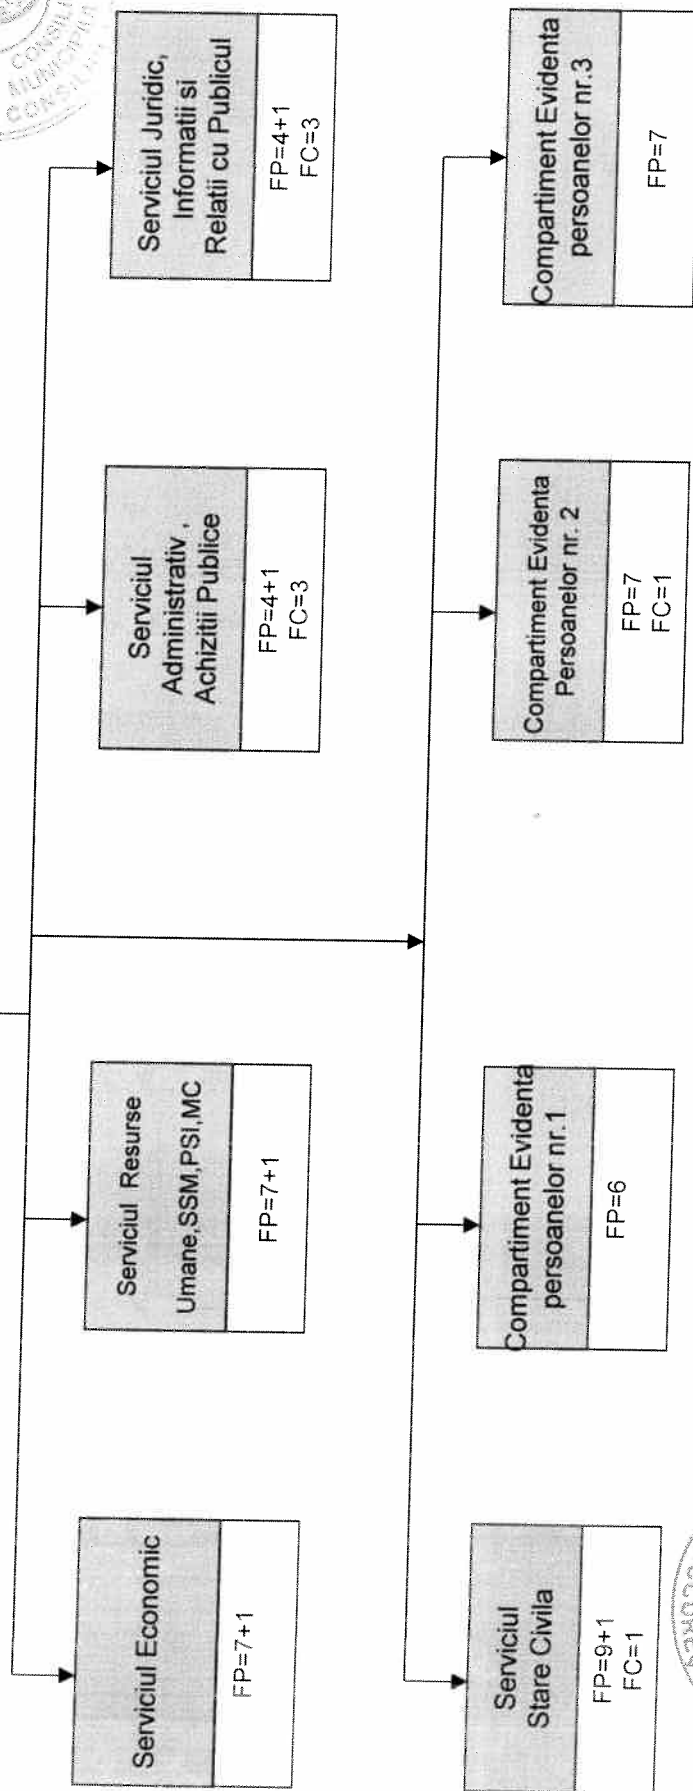 Serviciul Economic
FP=7+1
Serviciul Resurse
Umane,SSM,PSI,MC
FP=7+1
Serviciul
Administrativ ,
Achizitii Publice
FP=4+1
FC=3
Serviciul Juridic,
Informatii si
Relatii cu Publicul
FP=4+1
FC=3
Serviciul
Stare Civila
FP=9+1
FC=1
Compartiment Evidenta
persoanelor nr.1
FP=6
Compartiment Evidenta
Persoanelor nr. 2
FP=7
FC=1
Compartiment Evidenta
persoanelor nr.3
FP=7